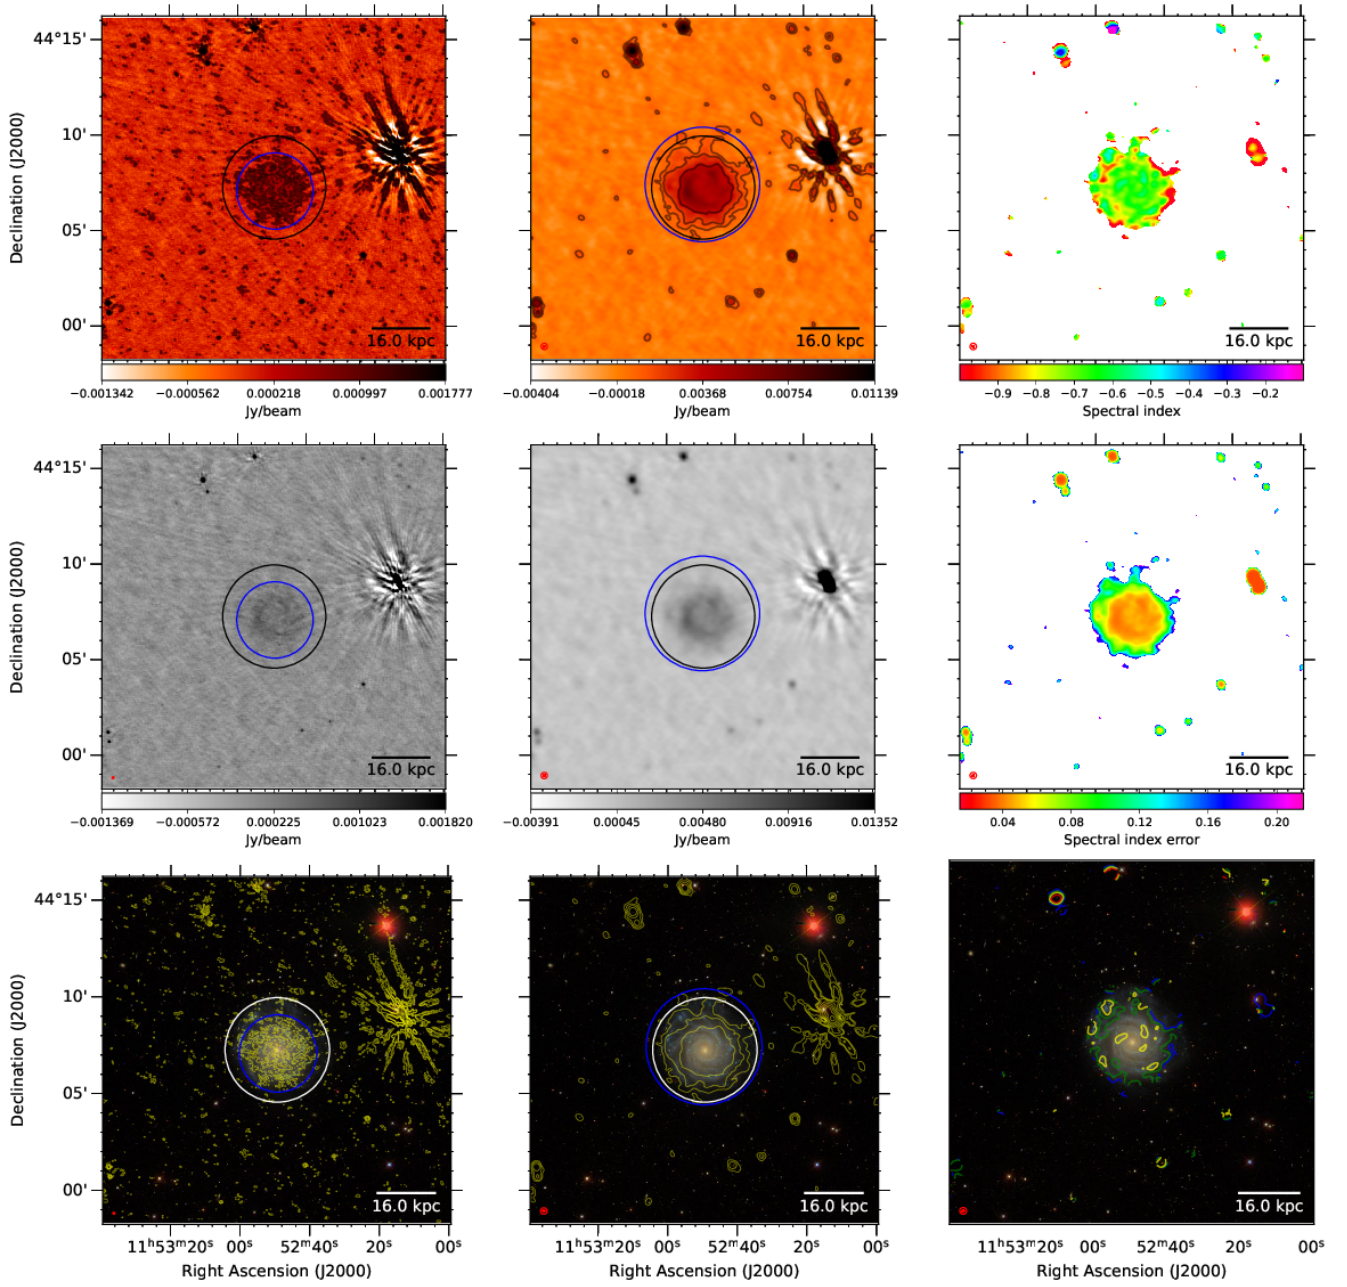 44°15' 10' 05' 00'
Declination (J2000)
16.0 kpc 16.0 kpc 16.0 kpc
−0.001342 −0.000562 0.000218 0.000997 0.001777
Jy/beam
−0.00404 −0.00018 0.00368 0.00754 0.01139
Jy/beam
−0.9 −0.8 −0.7 −0.6 −0.5 −0.4 −0.3 −0.2
Spectral index
44°15' 10' 05' 00'
Declination (J2000)
16.0 kpc 16.0 kpc 16.0 kpc
−0.001369 −0.000572 0.000225 0.001023 0.001820
Jy/beam
−0.00391 0.00045 0.00480 0.00916 0.01352
Jy/beam
0.04 0.08 0.12 0.16 0.20
Spectral index error
44°15' 10' 05' 00'
Declination (J2000)
16.0 kpc 16.0 kpc 16.0 kpc
11ʰ53ᵐ20ˢ 00ˢ 52ᵐ40ˢ 20ˢ 00ˢ
Right Ascension (J2000)
11ʰ53ᵐ20ˢ 00ˢ 52ᵐ40ˢ 20ˢ 00ˢ
Right Ascension (J2000)
11ʰ53ᵐ20ˢ 00ˢ 52ᵐ40ˢ 20ˢ 00ˢ
Right Ascension (J2000)